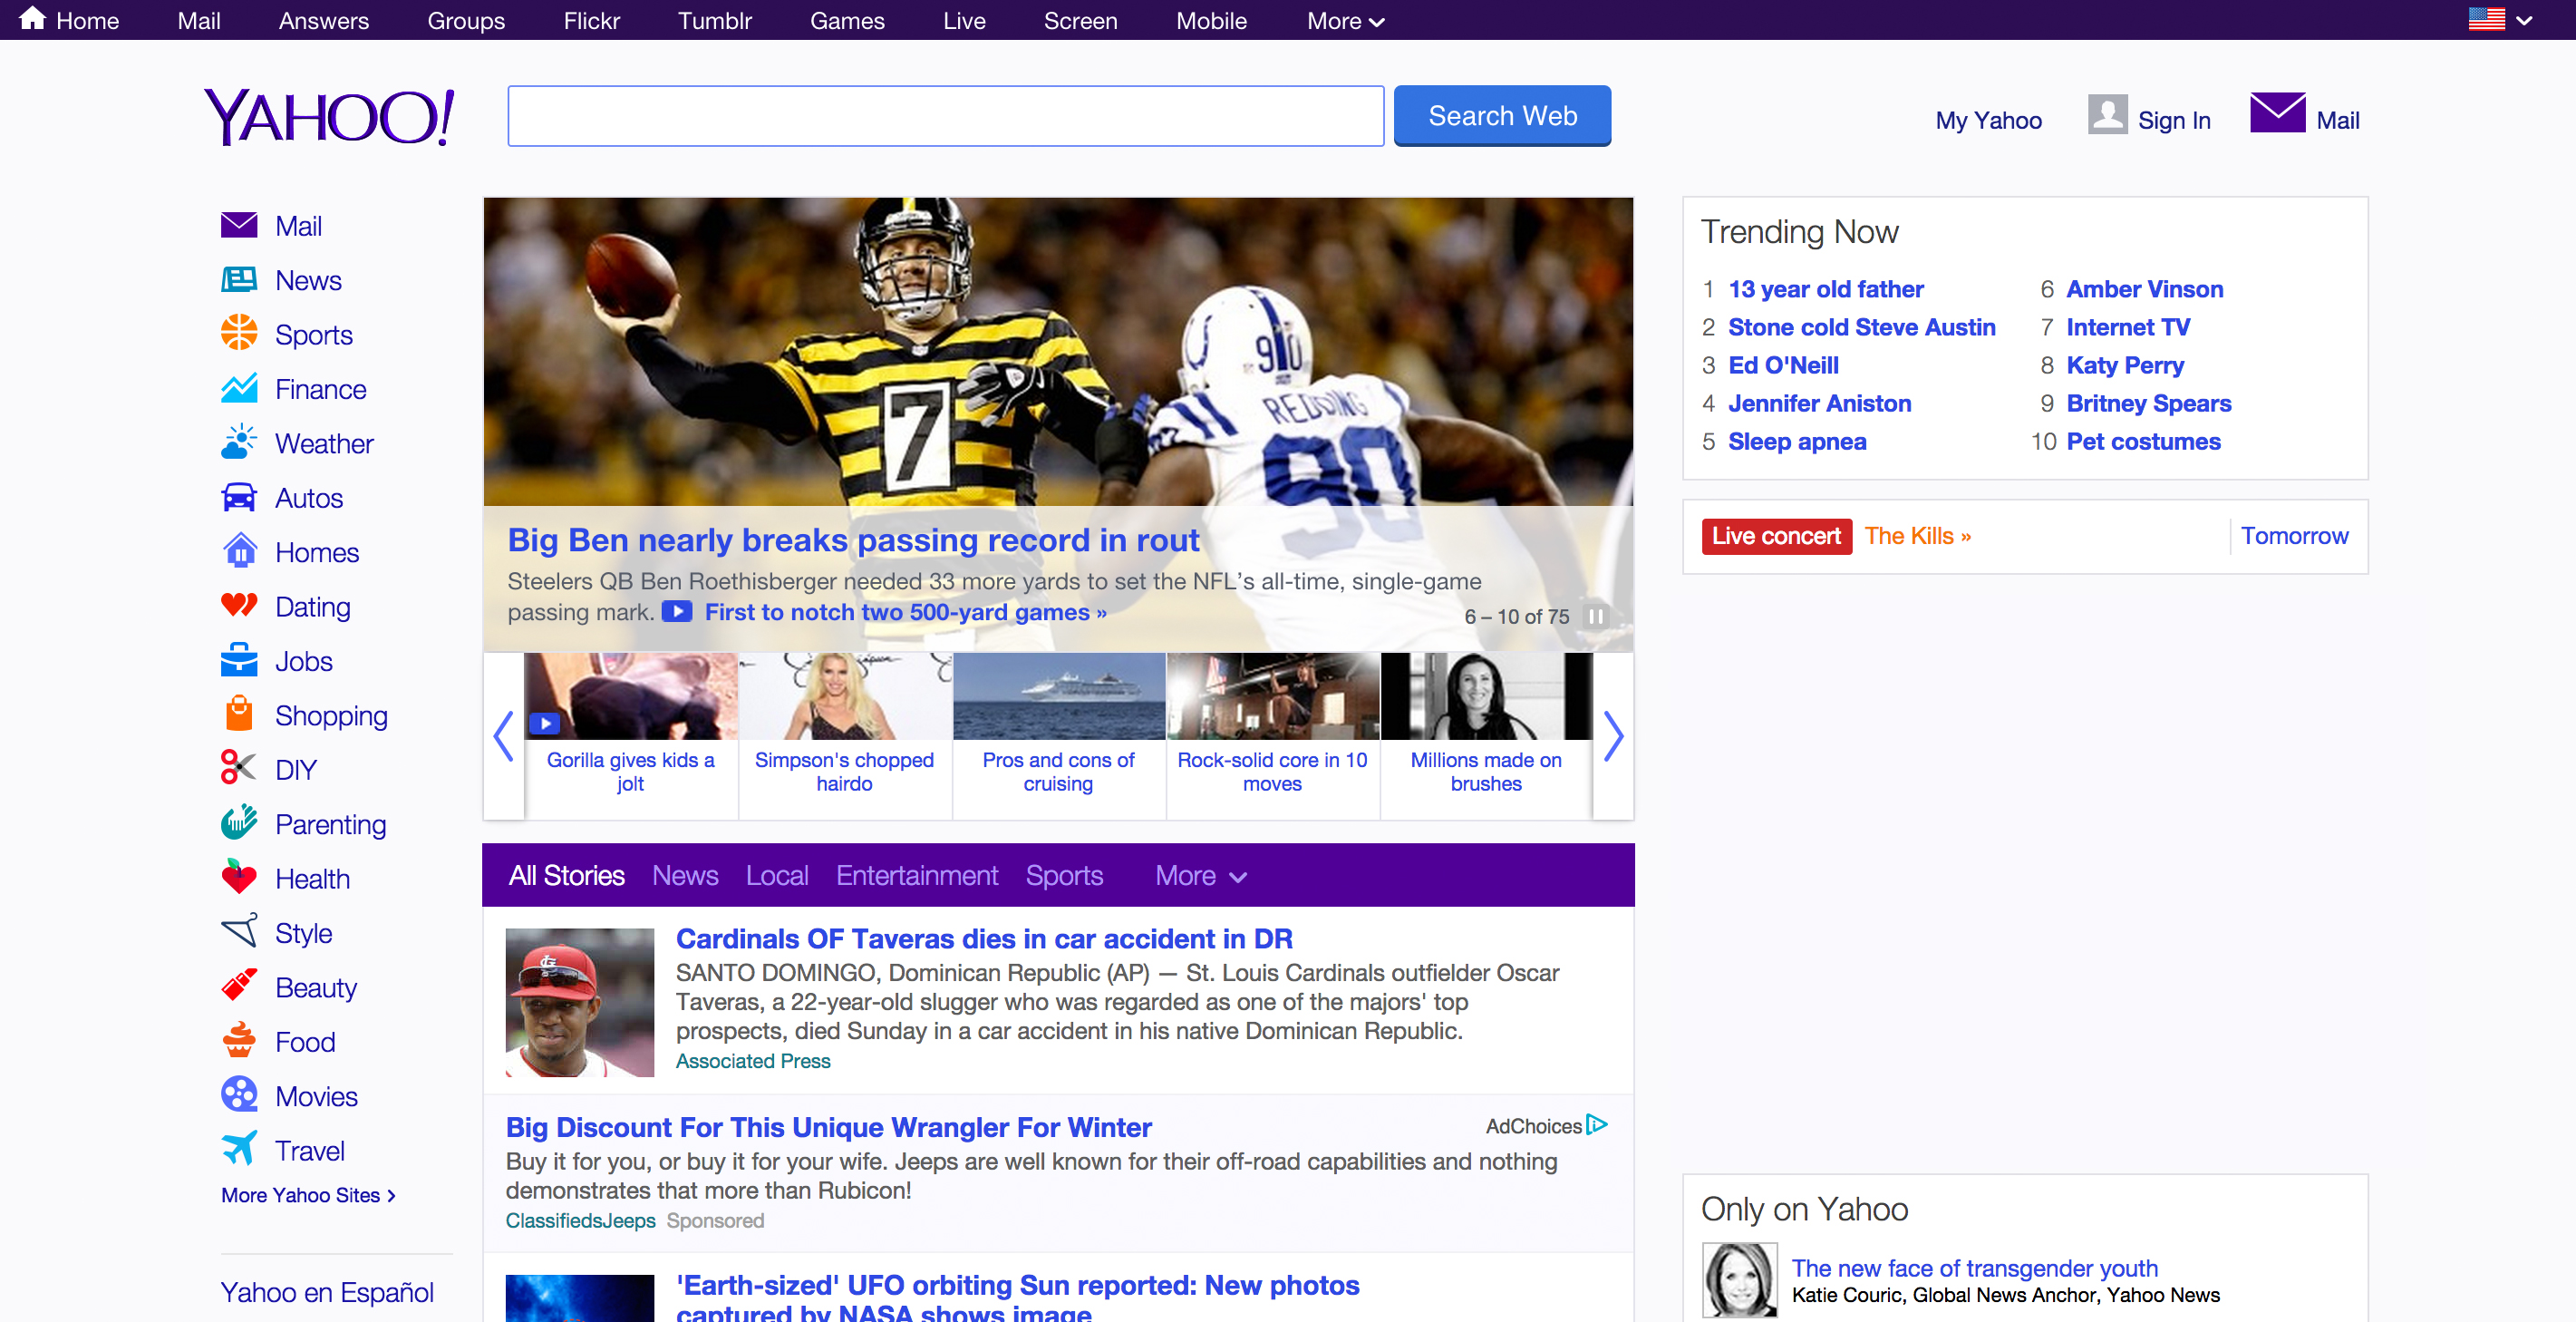 Home Mail Answers Groups Flickr Tumblr Games Live Screen Mobile More
YAHOO!
Search Web
My Yahoo Sign In Mail
Mail
News
Sports
Finance
Weather
Autos
Homes
Dating
Jobs
Shopping
DIY
Parenting
Health
Style
Beauty
Food
Movies
Travel
More Yahoo Sites >
Yahoo en Español
7
90
REDDING
90
Big Ben nearly breaks passing record in rout
Steelers QB Ben Roethisberger needed 33 more yards to set the NFL's all-time, single-game
passing mark. First to notch two 500-yard games »
6 – 10 of 75
Gorilla gives kids a
jolt
Simpson's chopped
hairdo
Pros and cons of
cruising
Rock-solid core in 10
moves
Millions made on
brushes
All Stories News Local Entertainment Sports More
Cardinals OF Taveras dies in car accident in DR
SANTO DOMINGO, Dominican Republic (AP) — St. Louis Cardinals outfielder Oscar
Taveras, a 22-year-old slugger who was regarded as one of the majors' top
prospects, died Sunday in a car accident in his native Dominican Republic.
Associated Press
Big Discount For This Unique Wrangler For Winter
AdChoices
Buy it for you, or buy it for your wife. Jeeps are well known for their off-road capabilities and nothing
demonstrates that more than Rubicon!
ClassifiedsJeeps Sponsored
'Earth-sized' UFO orbiting Sun reported: New photos
captured by NASA shows image
Trending Now
1 13 year old father
2 Stone cold Steve Austin
3 Ed O'Neill
4 Jennifer Aniston
5 Sleep apnea
6 Amber Vinson
7 Internet TV
8 Katy Perry
9 Britney Spears
10 Pet costumes
Live concert The Kills » Tomorrow
Only on Yahoo
The new face of transgender youth
Katie Couric, Global News Anchor, Yahoo News